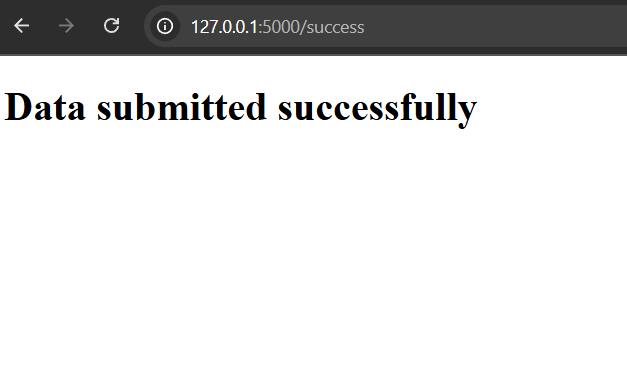 127.0.0.1:5000/success
Data submitted successfully